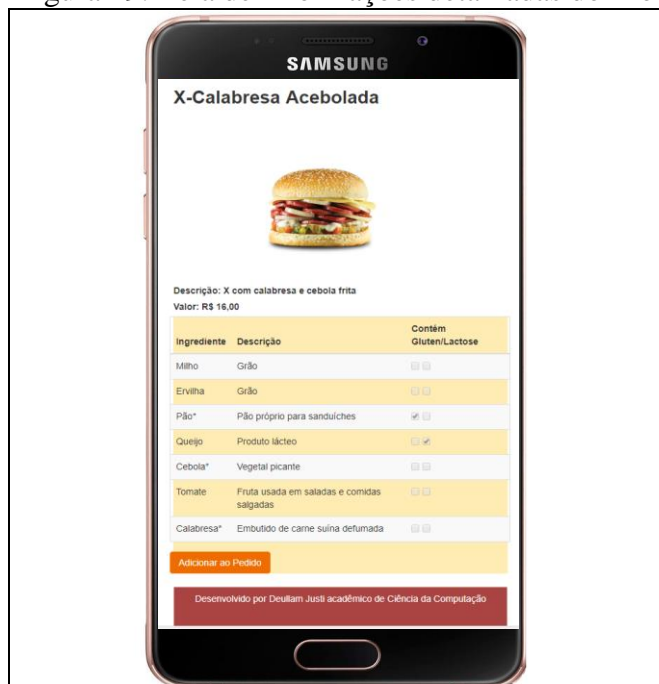 SAMSUNG
X-Calabresa Acebolada
Descrição: X com calabresa e cebola frita
Valor: R$ 16,00
Ingrediente Descrição Contém Gluten/Lactose
Milho Grão
Ervilha Grão
Pão* Pão próprio para sanduíches
Queijo Produto lácteo
Cebola* Vegetal picante
Tomate Fruta usada em saladas e comidas
salgadas
Calabresa* Embutido de carne suína defumada
Adicionar ao Pedido
Desenvolvido por Deullam Justi acadêmico de Ciência da Computação